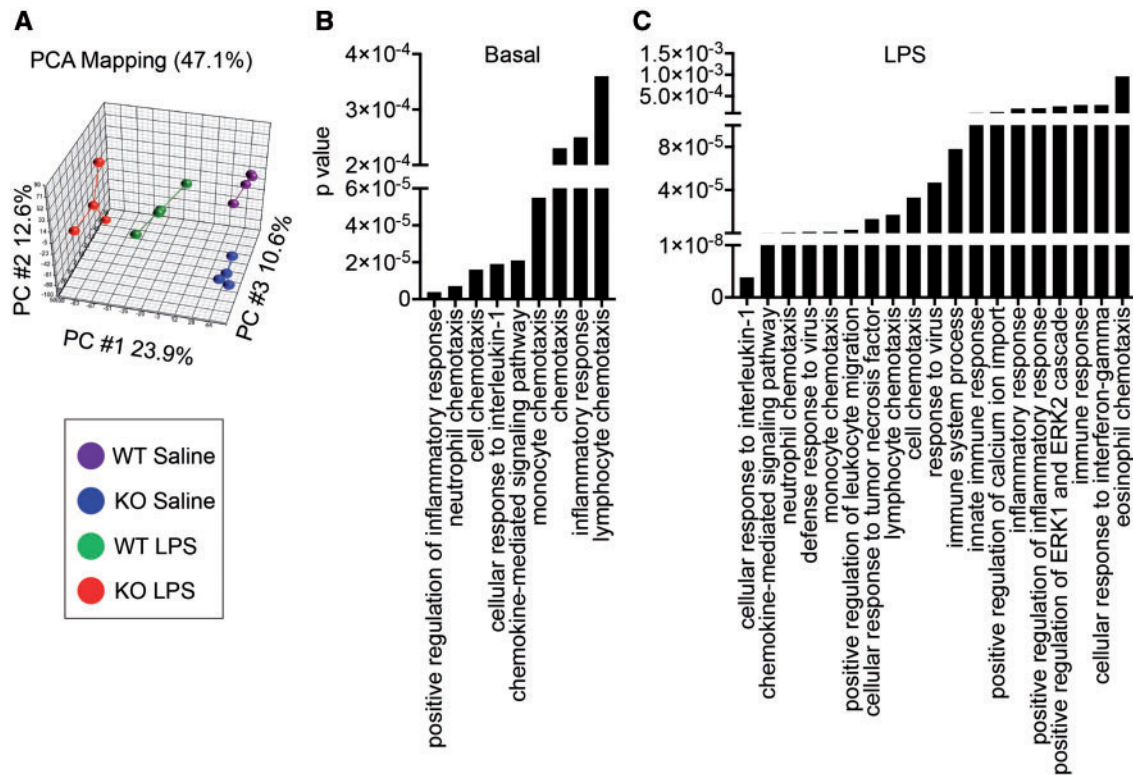 A
PCA Mapping (47.1%)
PC #2 12.6%
PC #1 23.9%
PC #3 10.6%
WT Saline
KO Saline
WT LPS
KO LPS
B
Basal
p value
4×10⁻⁴
3×10⁻⁴
2×10⁻⁴
6×10⁻⁵
4×10⁻⁵
2×10⁻⁵
0
positive regulation of inflammatory response
neutrophil chemotaxis
cell chemotaxis
cellular response to interleukin-1
chemokine-mediated signaling pathway
monocyte chemotaxis
chemotaxis
inflammatory response
lymphocyte chemotaxis
C
LPS
1.5×10⁻³
1.0×10⁻³
5.0×10⁻⁴
8×10⁻⁵
4×10⁻⁵
1×10⁻⁸
0
cellular response to interleukin-1
chemokine-mediated signaling pathway
neutrophil chemotaxis
defense response to virus
monocyte chemotaxis
positive regulation of leukocyte migration
cellular response to tumor necrosis factor
lymphocyte chemotaxis
cell chemotaxis
response to virus
immune system process
innate immune response
positive regulation of calcium ion import
inflammatory response
positive regulation of inflammatory response
positive regulation of ERK1 and ERK2 cascade
immune response
cellular response to interferon-gamma
eosinophil chemotaxis